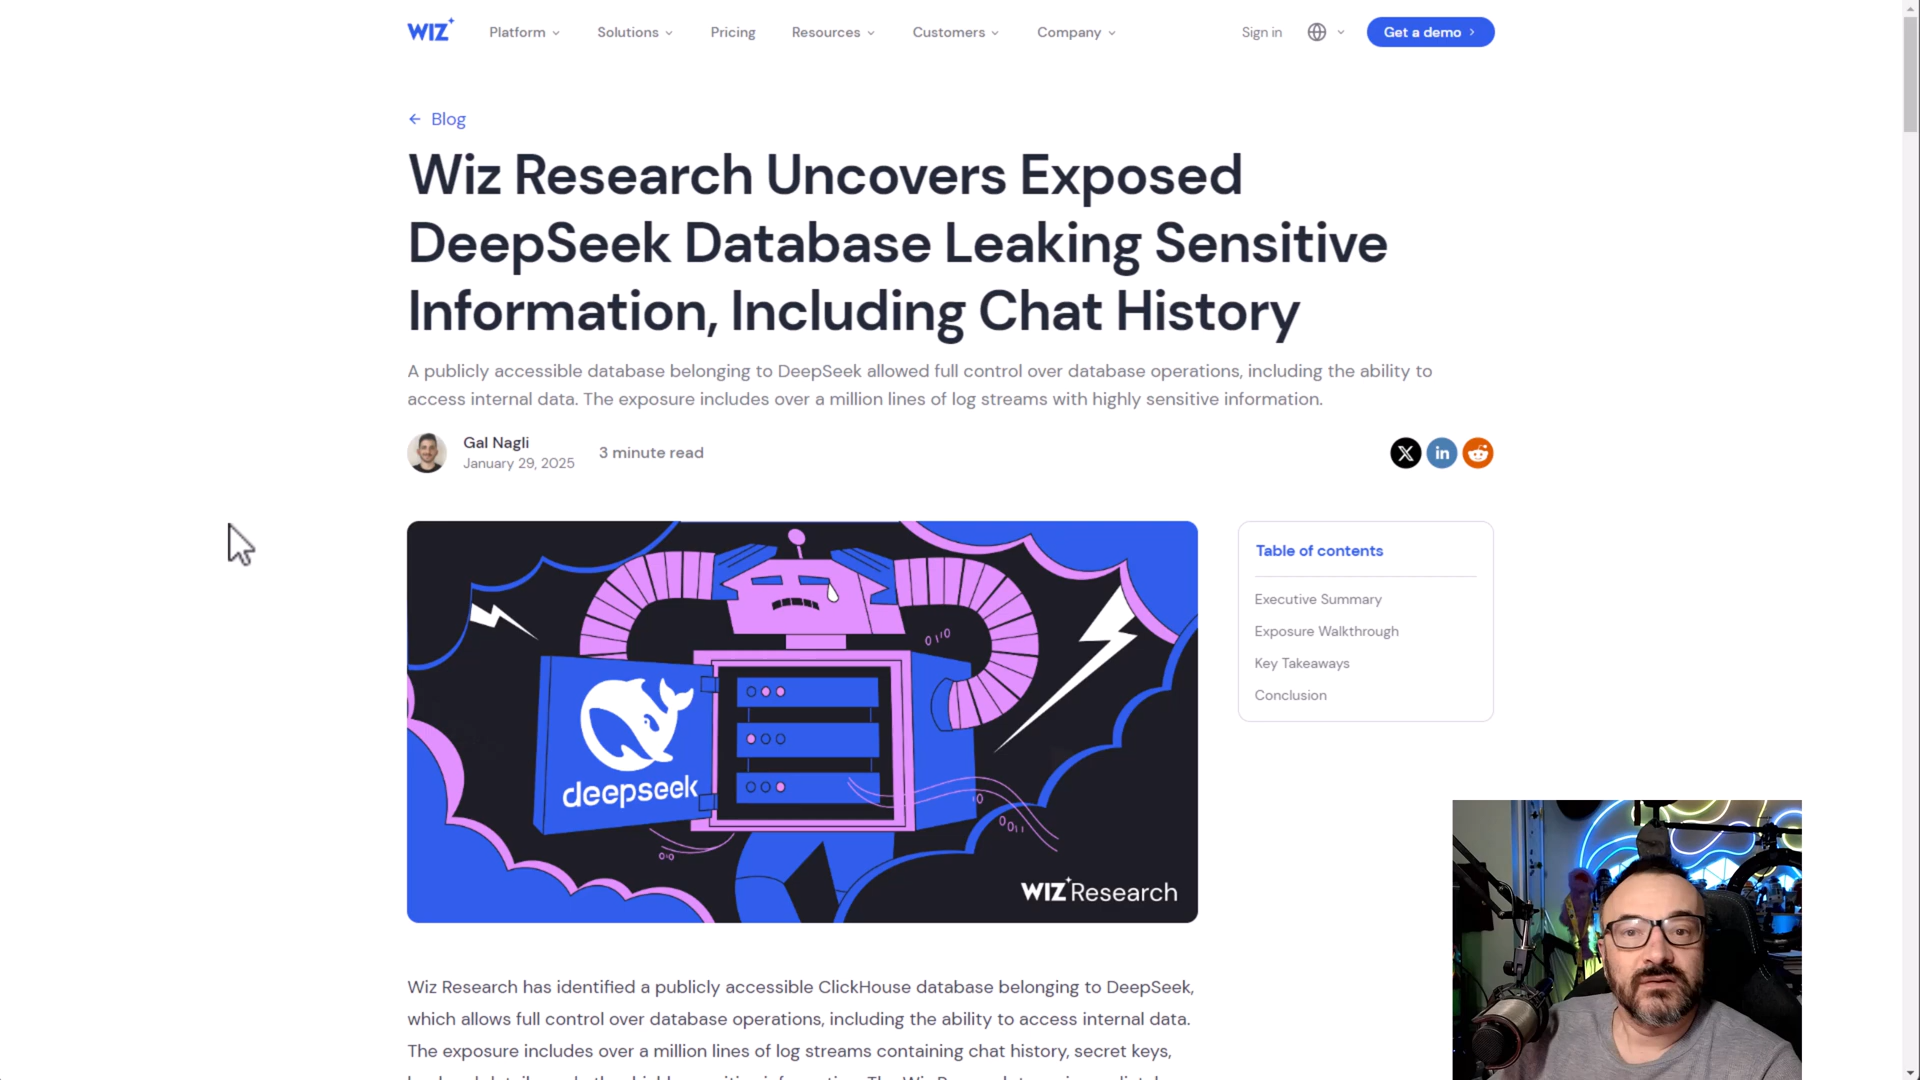 WIZ Platform Solutions Pricing Resources Customers Company Sign in Get a demo
Blog
Wiz Research Uncovers Exposed
DeepSeek Database Leaking Sensitive
Information, Including Chat History
A publicly accessible database belonging to DeepSeek allowed full control over database operations, including the ability to
access internal data. The exposure includes over a million lines of log streams with highly sensitive information.
Gal Nagli
January 29, 2025
3 minute read
X in
Table of contents
Executive Summary
Exposure Walkthrough
Key Takeaways
Conclusion
deepseek
WIZ Research
Wiz Research has identified a publicly accessible ClickHouse database belonging to DeepSeek,
which allows full control over database operations, including the ability to access internal data.
The exposure includes over a million lines of log streams containing chat history, secret keys,